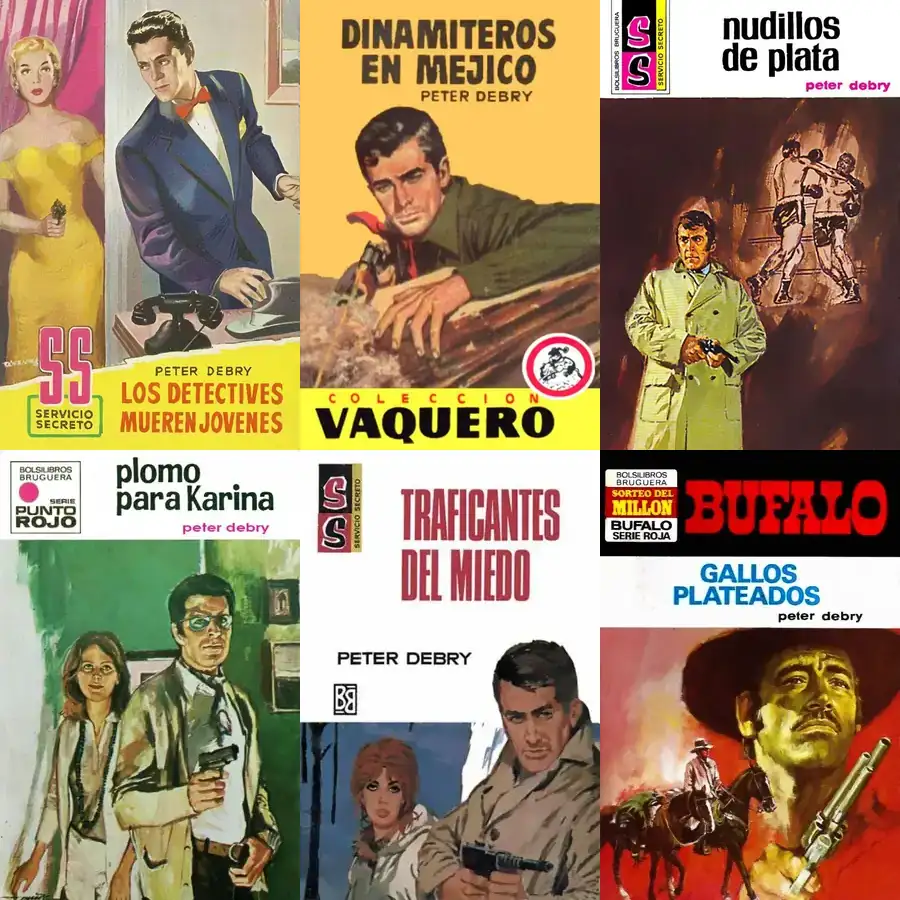 SS
SERVICIO
SECRETO
PETER DEBRY
LOS DETECTIVES
MUEREN JOVENES
DINAMITEROS
EN MEJICO
PETER DEBRY
COLECCION
VAQUERO
BOLSILIBROS BRUGUERA
SS
SERVICIO SECRETO
nudillos
de plata
peter debry
BOLSILIBROS
BRUGUERA
SERIE
PUNTO
ROJO
plomo
para Karina
peter debry
SS
SERVICIO SECRETO
TRAFICANTES
DEL MIEDO
PETER DEBRY
BB
BOLSILIBROS
BRUGUERA
SORTEO DEL
MILLON
BUFALO
SERIE ROJA
BUFALO
GALLOS
PLATEADOS
peter debry